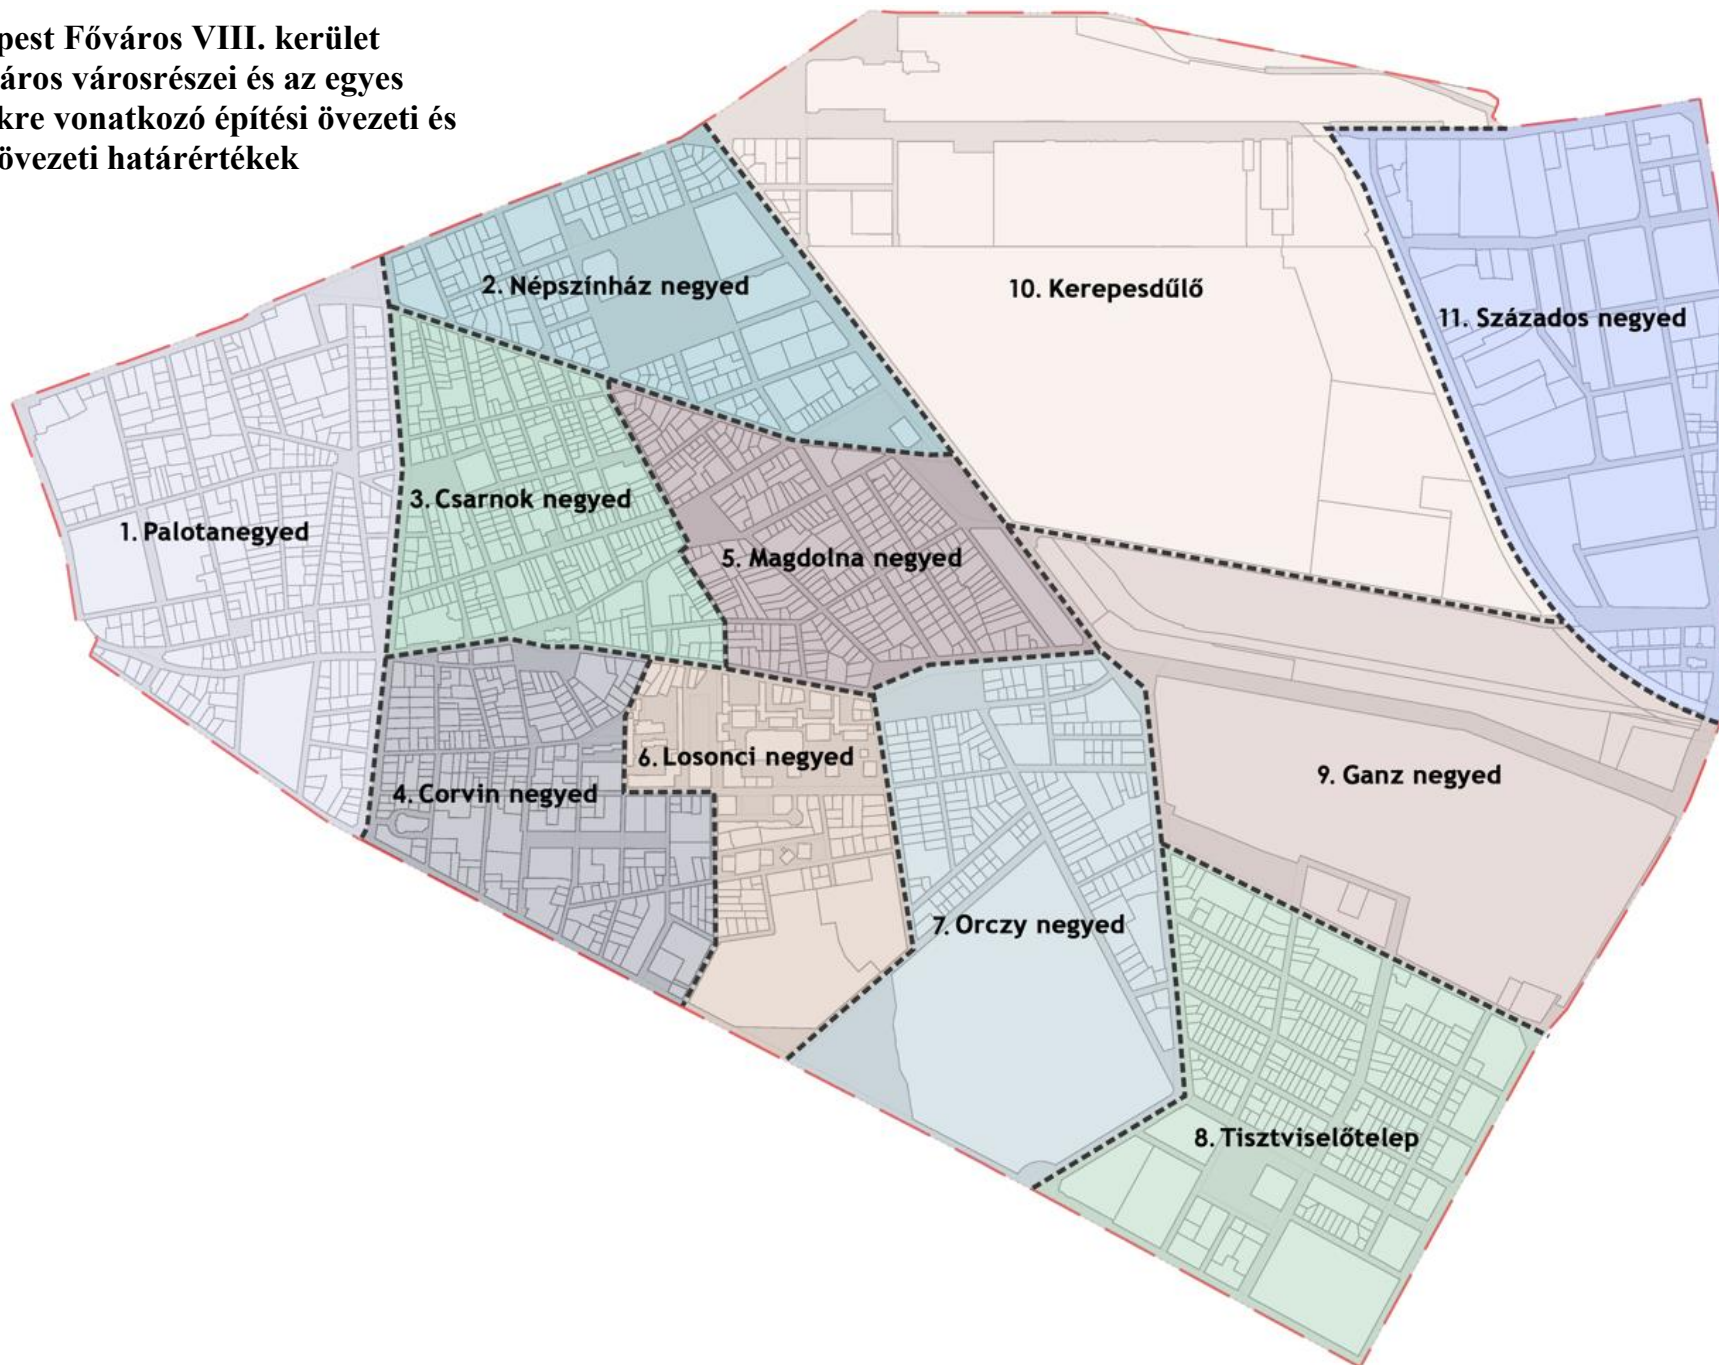 pest Főváros VIII. kerület
áros városrészei és az egyes
kre vonatkozó építési övezeti és
övezeti határértékek
2. Népszínház negyed
10. Kerepesdűlő
11. Százados negyed
3. Csarnok negyed
1. Palotanegyed
5. Magdolna negyed
6. Losonci negyed
9. Ganz negyed
4. Corvin negyed
7. Orczy negyed
8. Tisztviselőtelep